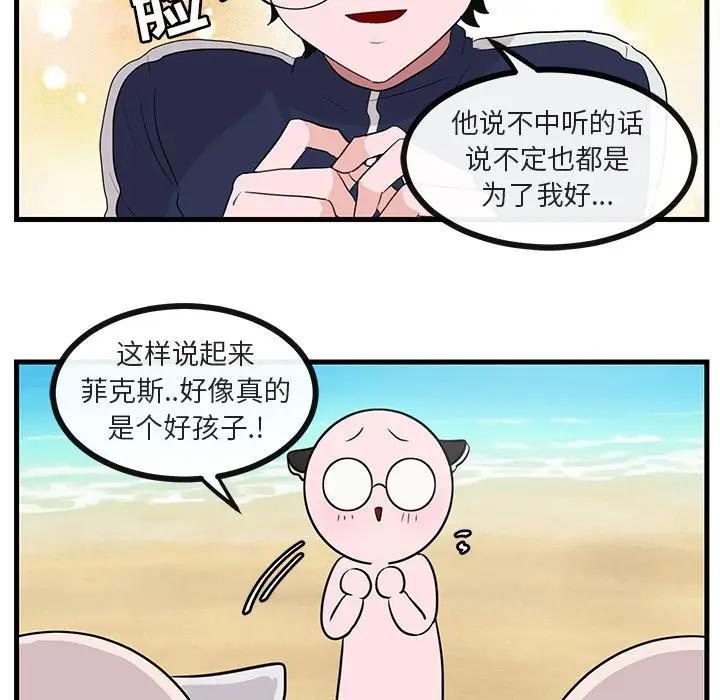 脸
他说不中听的话
说不定也都是
为了我好...
这样说起来
菲克斯..好像真的
是个好孩子.!